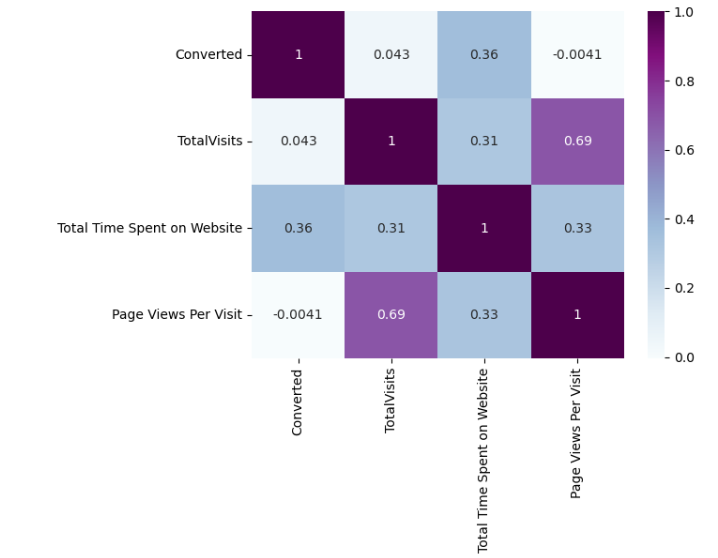 Converted
1
0.043
0.36
-0.0041
TotalVisits
0.043
1
0.31
0.69
Total Time Spent on Website
0.36
0.31
1
0.33
Page Views Per Visit
-0.0041
0.69
0.33
1
Converted
TotalVisits
Total Time Spent on Website
Page Views Per Visit
1.0
0.8
0.6
0.4
0.2
0.0